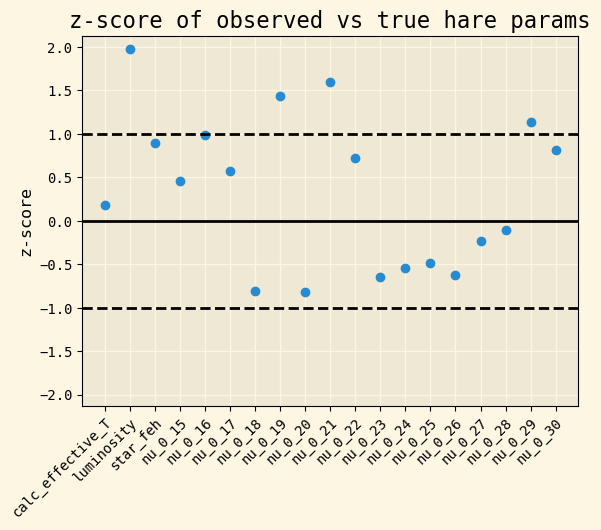 z-score of observed vs true hare params
z-score
2.0
1.5
1.0
0.5
0.0
−0.5
−1.0
−1.5
−2.0
calc_effective_T
luminosity
star_feh
nu_0_15
nu_0_16
nu_0_17
nu_0_18
nu_0_19
nu_0_20
nu_0_21
nu_0_22
nu_0_23
nu_0_24
nu_0_25
nu_0_26
nu_0_27
nu_0_28
nu_0_29
nu_0_30